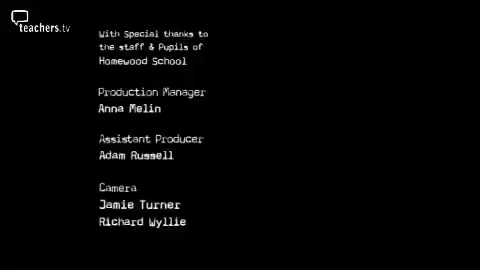 teachers.tv
With Special thanks to
the staff & Pupils of
Homewood School
Production Manager
Anna Melin
Assistant Producer
Adam Russell
Camera
Jamie Turner
Richard Wyllie